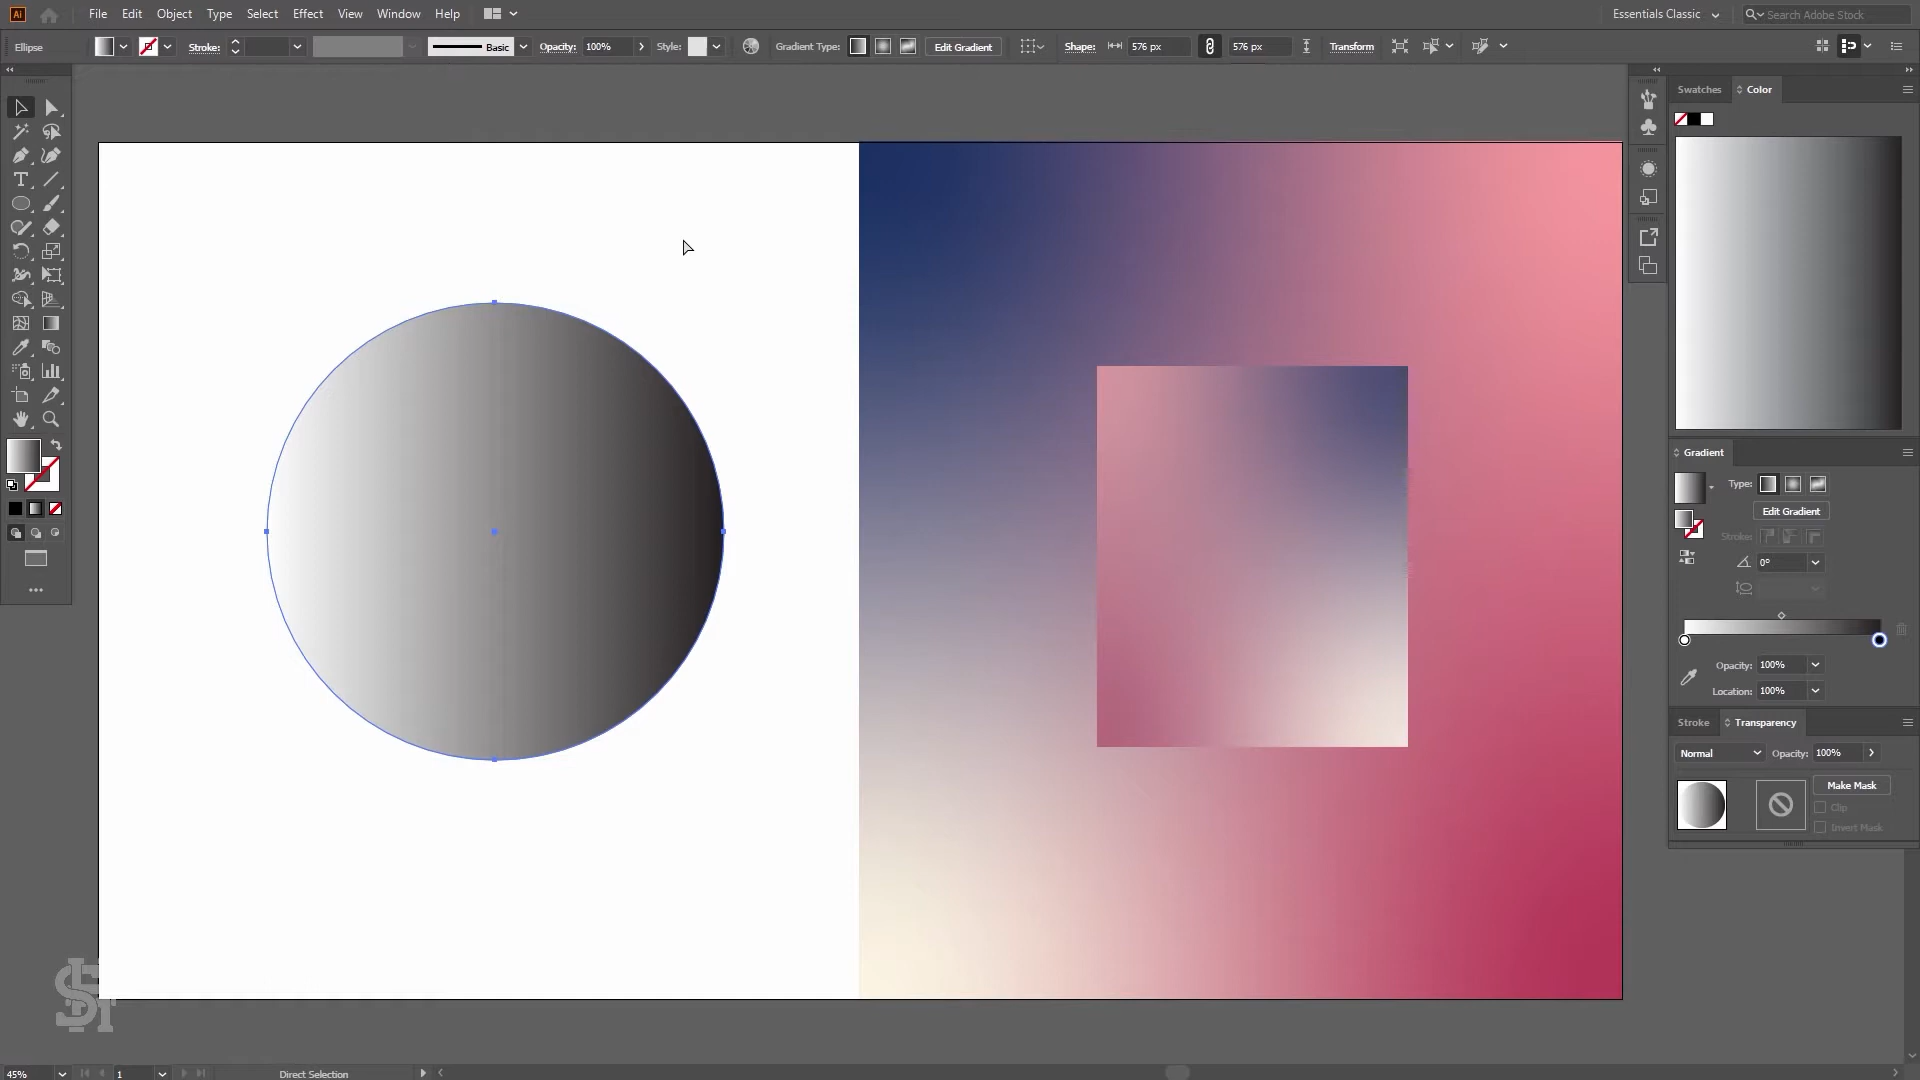 Ai File Edit Object Type Select Effect View Window Help Essentials Classic Search Adobe Stock
Ellipse Stroke: Basic Opacity: 100% Style: Gradient Type: Edit Gradient Shape: 576 px 576 px Transform
Swatches Color
Gradient
Type:
Edit Gradient
Strokes:
0°
Opacity: 100%
Location: 100%
Stroke Transparency
Normal Opacity: 100%
Make Mask
Clip
Invert Mask
45% 1 Direct Selection